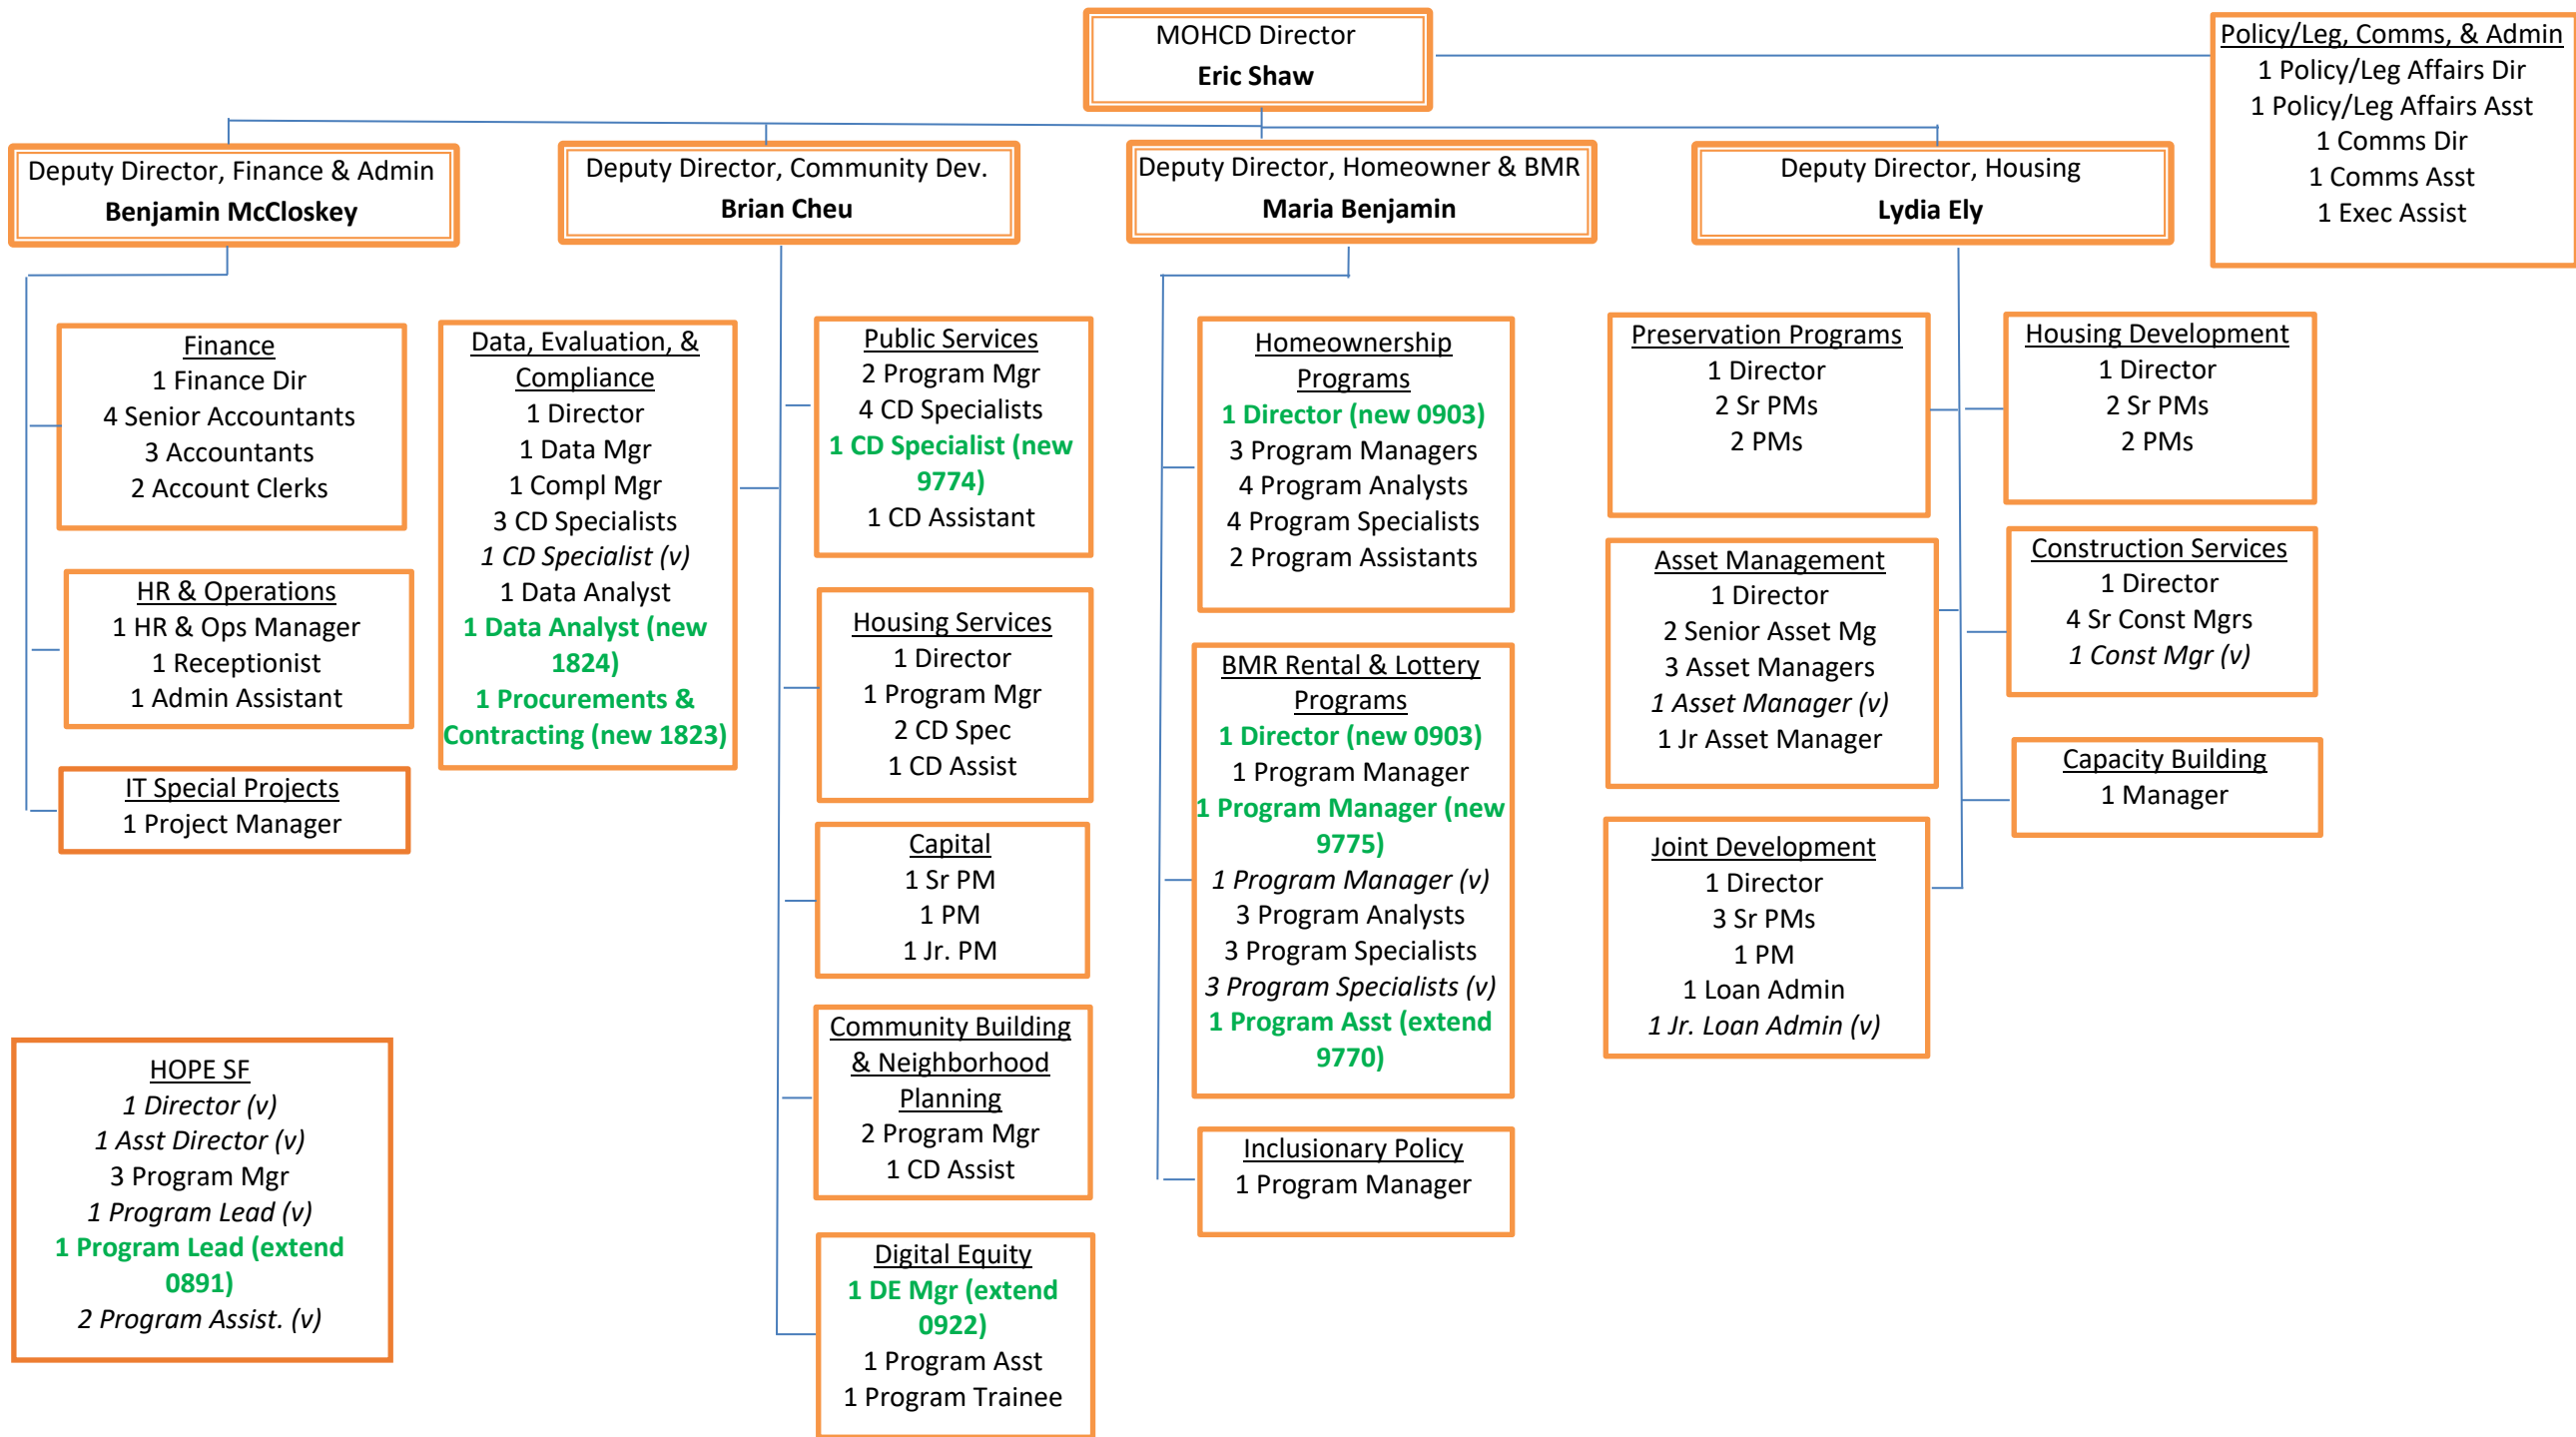 MOHCD Director
Eric Shaw
Policy/Leg, Comms, & Admin
1 Policy/Leg Affairs Dir
1 Policy/Leg Affairs Asst
1 Comms Dir
1 Comms Asst
1 Exec Assist
Deputy Director, Finance & Admin
Benjamin McCloskey
Deputy Director, Community Dev.
Brian Cheu
Deputy Director, Homeowner & BMR
Maria Benjamin
Deputy Director, Housing
Lydia Ely
Finance
1 Finance Dir
4 Senior Accountants
3 Accountants
2 Account Clerks
HR & Operations
1 HR & Ops Manager
1 Receptionist
1 Admin Assistant
IT Special Projects
1 Project Manager
HOPE SF
1 Director (v)
1 Asst Director (v)
3 Program Mgr
1 Program Lead (v)
1 Program Lead (extend
0891)
2 Program Assist. (v)
Data, Evaluation, &
Compliance
1 Director
1 Data Mgr
1 Compl Mgr
3 CD Specialists
1 CD Specialist (v)
1 Data Analyst
1 Data Analyst (new
1824)
1 Procurements &
Contracting (new 1823)
Public Services
2 Program Mgr
4 CD Specialists
1 CD Specialist (new
9774)
1 CD Assistant
Housing Services
1 Director
1 Program Mgr
2 CD Spec
1 CD Assist
Capital
1 Sr PM
1 PM
1 Jr. PM
Community Building
& Neighborhood
Planning
2 Program Mgr
1 CD Assist
Digital Equity
1 DE Mgr (extend
0922)
1 Program Asst
1 Program Trainee
Homeownership
Programs
1 Director (new 0903)
3 Program Managers
4 Program Analysts
4 Program Specialists
2 Program Assistants
BMR Rental & Lottery
Programs
1 Director (new 0903)
1 Program Manager
1 Program Manager (new
9775)
1 Program Manager (v)
3 Program Analysts
3 Program Specialists
3 Program Specialists (v)
1 Program Asst (extend
9770)
Inclusionary Policy
1 Program Manager
Preservation Programs
1 Director
2 Sr PMs
2 PMs
Asset Management
1 Director
2 Senior Asset Mg
3 Asset Managers
1 Asset Manager (v)
1 Jr Asset Manager
Joint Development
1 Director
3 Sr PMs
1 PM
1 Loan Admin
1 Jr. Loan Admin (v)
Housing Development
1 Director
2 Sr PMs
2 PMs
Construction Services
1 Director
4 Sr Const Mgrs
1 Const Mgr (v)
Capacity Building
1 Manager